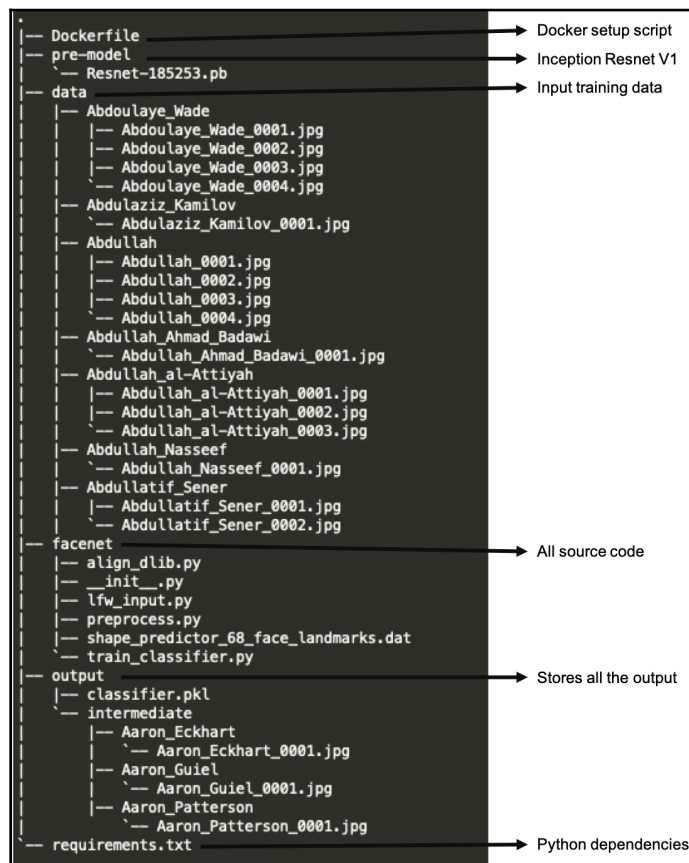 .
|-- Dockerfile Docker setup script
|-- pre-model Inception Resnet V1
|   `-- Resnet-185253.pb
|-- data Input training data
|   |-- Abdoulaye_Wade
|   |   |-- Abdoulaye_Wade_0001.jpg
|   |   |-- Abdoulaye_Wade_0002.jpg
|   |   |-- Abdoulaye_Wade_0003.jpg
|   |   `-- Abdoulaye_Wade_0004.jpg
|   |-- Abdulaziz_Kamilov
|   |   `-- Abdulaziz_Kamilov_0001.jpg
|   |-- Abdullah
|   |   |-- Abdullah_0001.jpg
|   |   |-- Abdullah_0002.jpg
|   |   |-- Abdullah_0003.jpg
|   |   `-- Abdullah_0004.jpg
|   |-- Abdullah_Ahmad_Badawi
|   |   `-- Abdullah_Ahmad_Badawi_0001.jpg
|   |-- Abdullah_al-Attiyah
|   |   |-- Abdullah_al-Attiyah_0001.jpg
|   |   |-- Abdullah_al-Attiyah_0002.jpg
|   |   `-- Abdullah_al-Attiyah_0003.jpg
|   |-- Abdullah_Nasseef
|   |   `-- Abdullah_Nasseef_0001.jpg
|   |-- Abdullatif_Sener
|   |   |-- Abdullatif_Sener_0001.jpg
|   |   `-- Abdullatif_Sener_0002.jpg
|-- facenet All source code
|   |-- align_dlib.py
|   |-- __init__.py
|   |-- lfw_input.py
|   |-- preprocess.py
|   |-- shape_predictor_68_face_landmarks.dat
|   `-- train_classifier.py
|-- output Stores all the output
|   |-- classifier.pkl
|   `-- intermediate
|       |-- Aaron_Eckhart
|       |   `-- Aaron_Eckhart_0001.jpg
|       |-- Aaron_Guiel
|       |   `-- Aaron_Guiel_0001.jpg
|       |-- Aaron_Patterson
|           `-- Aaron_Patterson_0001.jpg
`-- requirements.txt Python dependencies